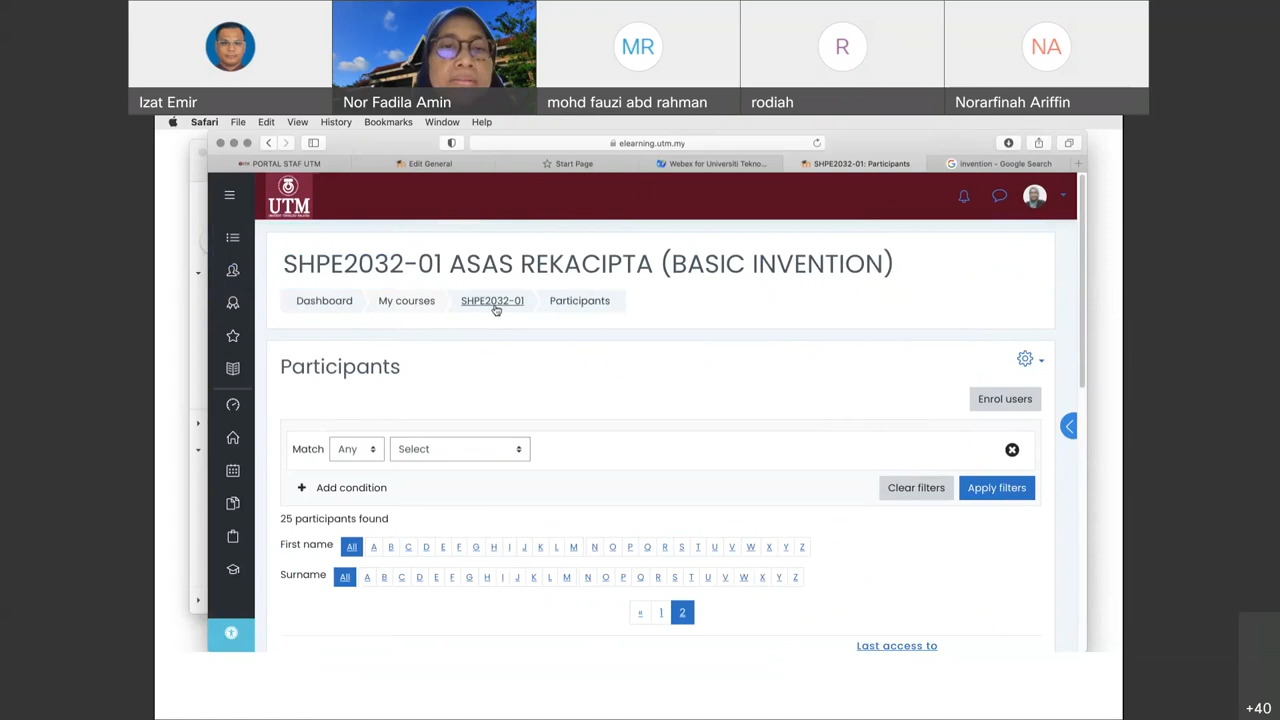 MR
R
NA
Izat Emir
Nor Fadila Amin
mohd fauzi abd rahman
rodiah
Norarfinah Ariffin
Safari File Edit View History Bookmarks Window Help
elearning.utm.my
PORTAL STAF UTM
Edit General
Start Page
Webex for Universiti Tekno...
SHPE2032-01: Participants
invention - Google Search
UTM
SHPE2032-01 ASAS REKACIPTA (BASIC INVENTION)
Dashboard My courses SHPE2032-01 Participants
Participants
Enrol users
Match Any Select
+ Add condition
Clear filters Apply filters
25 participants found
First name All A B C D E F G H I J K L M N O P Q R S T U V W X Y Z
Surname All A B C D E F G H I J K L M N O P Q R S T U V W X Y Z
« 1 2
Last access to
+40